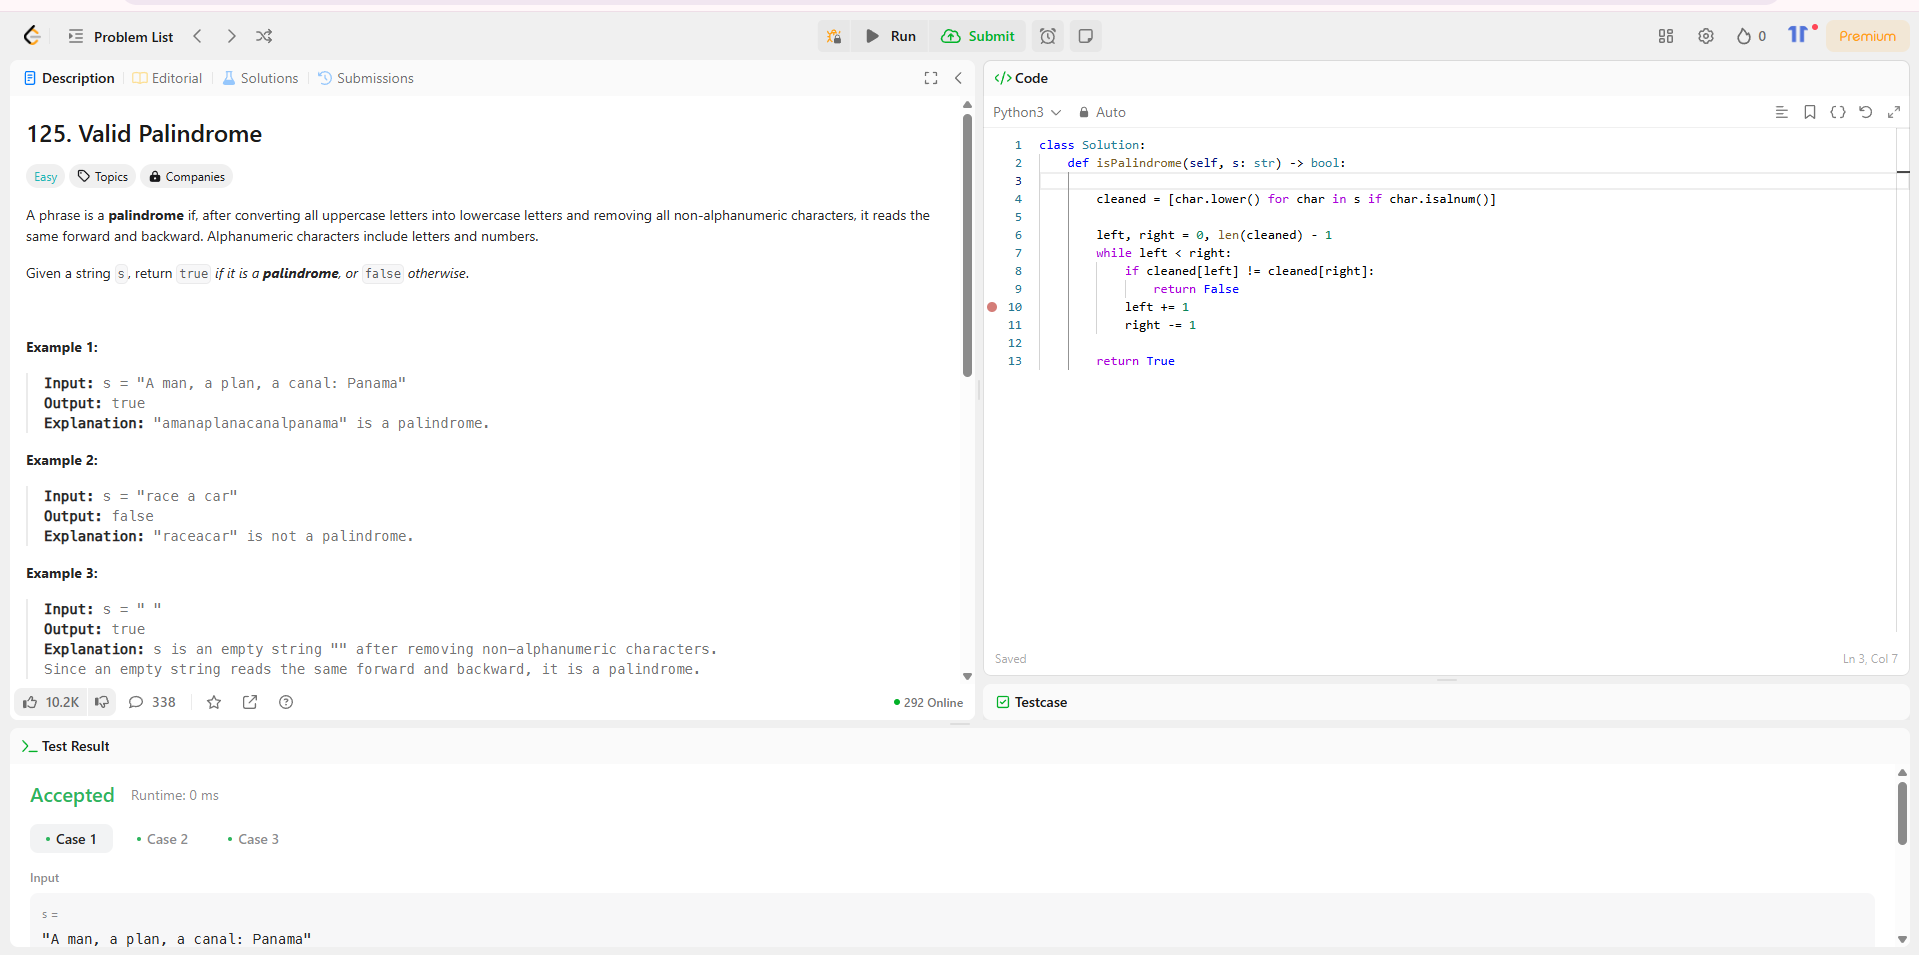 Problem List
Run
Submit
0
Premium
Description
Editorial
Solutions
Submissions
125. Valid Palindrome
Easy
Topics
Companies
A phrase is a palindrome if, after converting all uppercase letters into lowercase letters and removing all non-alphanumeric characters, it reads the
same forward and backward. Alphanumeric characters include letters and numbers.
Given a string s, return true if it is a palindrome, or false otherwise.
Example 1:
Input: s = "A man, a plan, a canal: Panama"
Output: true
Explanation: "amanaplanacanalpanama" is a palindrome.
Example 2:
Input: s = "race a car"
Output: false
Explanation: "raceacar" is not a palindrome.
Example 3:
Input: s = " "
Output: true
Explanation: s is an empty string "" after removing non-alphanumeric characters.
Since an empty string reads the same forward and backward, it is a palindrome.
10.2K
338
292 Online
</> Code
Python3
Auto
1 class Solution:
2 def isPalindrome(self, s: str) -> bool:
3
4 cleaned = [char.lower() for char in s if char.isalnum()]
5
6 left, right = 0, len(cleaned) - 1
7 while left < right:
8 if cleaned[left] != cleaned[right]:
9 return False
10 left += 1
11 right -= 1
12
13 return True
Saved
Ln 3, Col 7
Testcase
Test Result
Accepted
Runtime: 0 ms
Case 1
Case 2
Case 3
Input
s =
"A man, a plan, a canal: Panama"